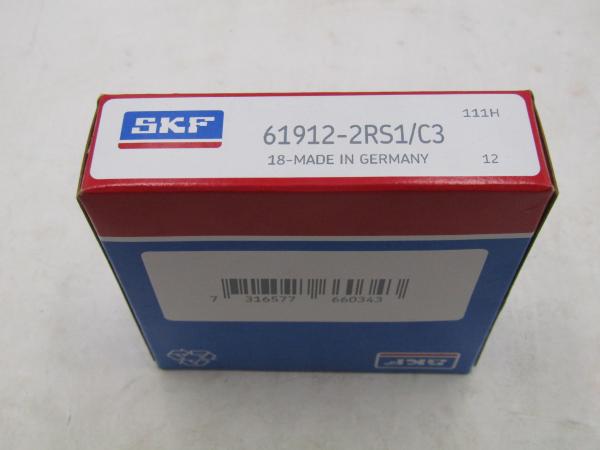 SKF
61912-2RS1/C3
111H
18-MADE IN GERMANY
12
7 316577 660343
SKF